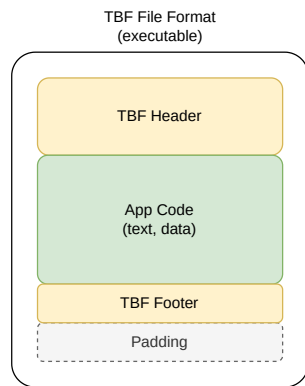 TBF File Format
(executable)
TBF Header
App Code
(text, data)
TBF Footer
Padding